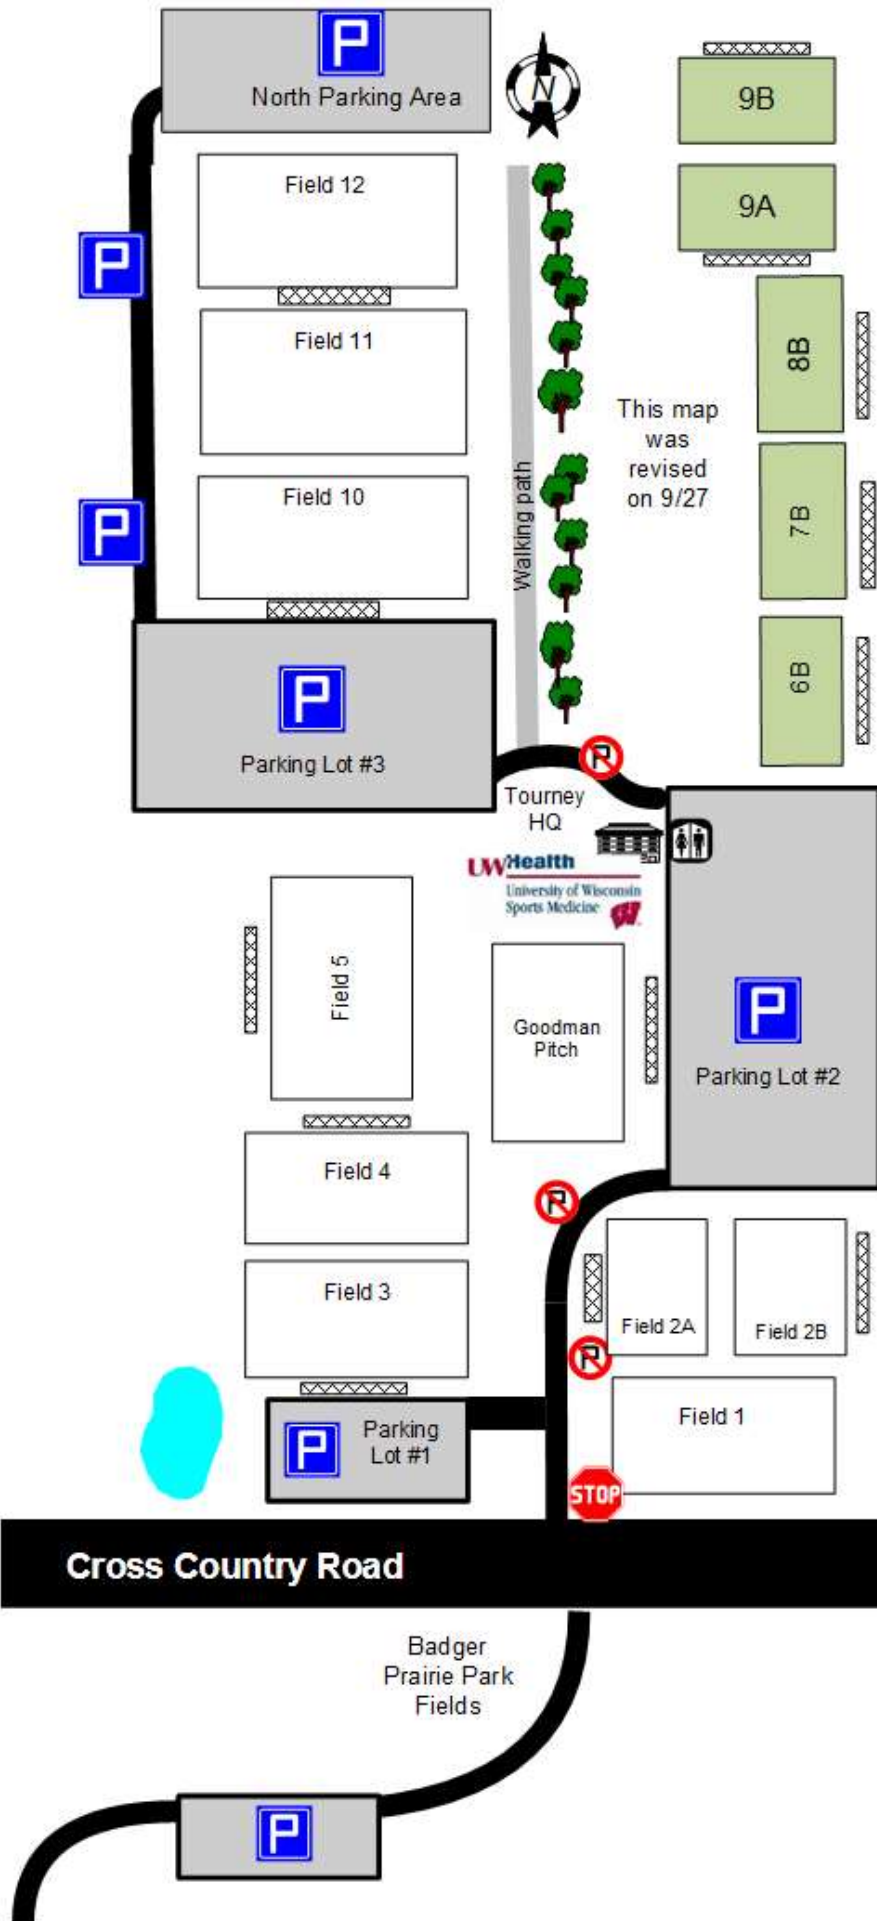 P
North Parking Area
N
9B
Field 12
9A
P
Field 11
8B
This map
was
revised
on 9/27
Field 10
Walking path
7B
P
6B
P
Parking Lot #3
P
Tourney
HQ
UW Health
University of Wisconsin
Sports Medicine
W
Field 5
Goodman
Pitch
P
Parking Lot #2
Field 4
P
Field 3
Field 2A
Field 2B
P
Field 1
P
Parking
Lot #1
STOP
Cross Country Road
Badger
Prairie Park
Fields
P